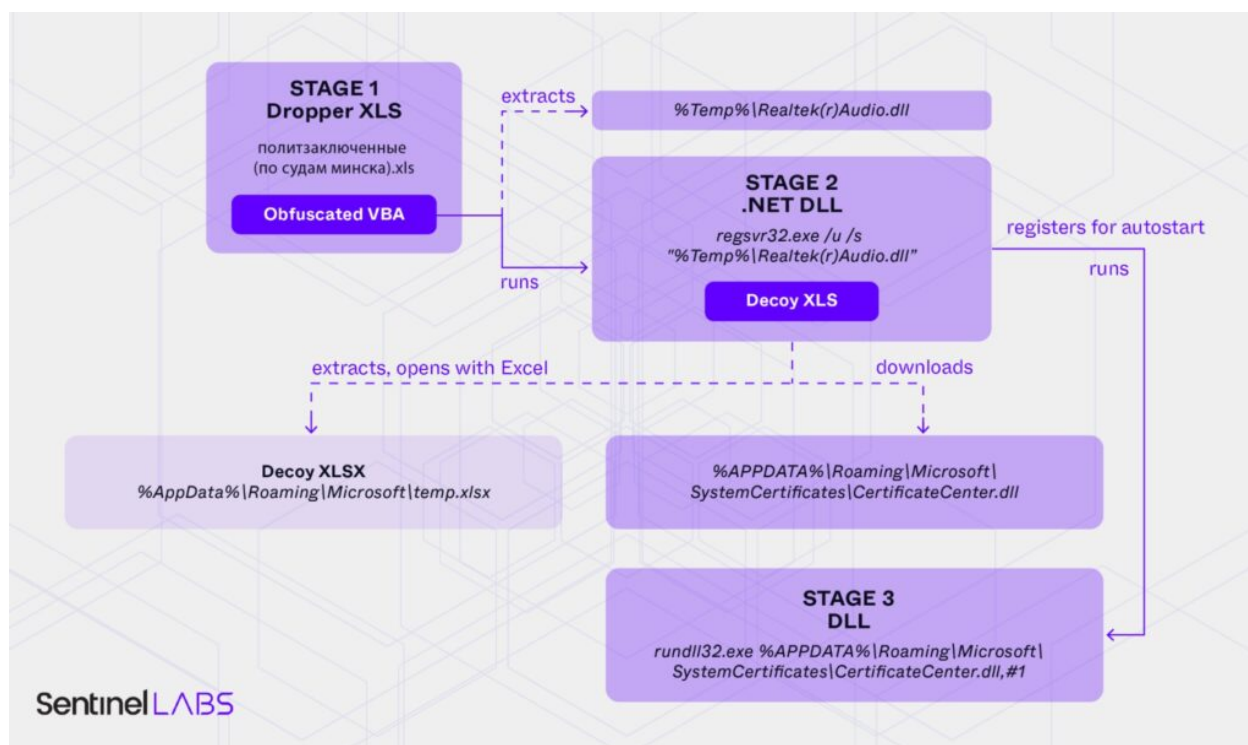 STAGE 1
Dropper XLS
политзаключенные
(по судам минска).xls
Obfuscated VBA
extracts
%Temp%\Realtek(r)Audio.dll
runs
STAGE 2
.NET DLL
regsvr32.exe /u /s
"%Temp%\Realtek(r)Audio.dll”
Decoy XLS
registers for autostart
runs
extracts, opens with Excel
downloads
Decoy XLSX
%AppData%\Roaming\Microsoft\temp.xlsx
%APPDATA%\Roaming\Microsoft\
SystemCertificates\CertificateCenter.dll
STAGE 3
DLL
rundll32.exe %APPDATA%\Roaming\Microsoft\
SystemCertificates\CertificateCenter.dll,#1
SentinelLABS